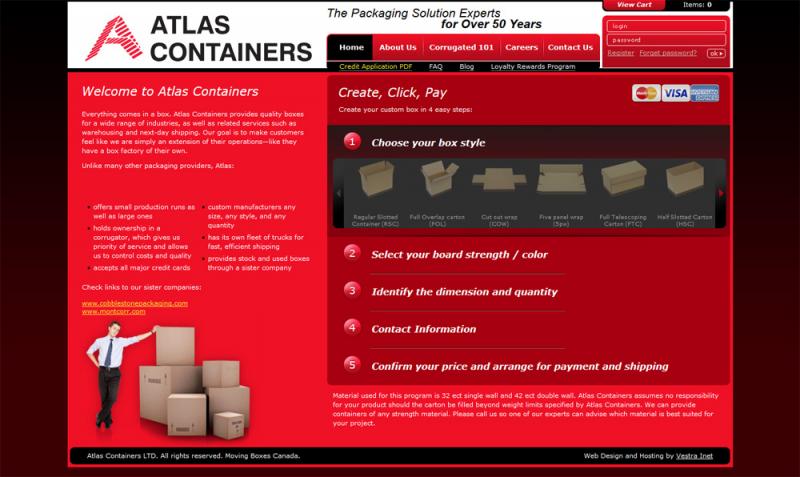 ATLAS
CONTAINERS
The Packaging Solution Experts
for Over 50 Years
View Cart
Items: 0
login
password
Register Forget password? ok
Home
About Us
Corrugated 101
Careers
Contact Us
Credit Application PDF
FAQ
Blog
Loyalty Rewards Program
Welcome to Atlas Containers
Everything comes in a box. Atlas Containers provides quality boxes
for a wide range of industries, as well as related services such as
warehousing and next-day shipping. Our goal is to make customers
feel like we are simply an extension of their operations—like they
have a box factory of their own.
Unlike many other packaging providers, Atlas:
offers small production runs as
well as large ones
holds ownership in a
corrugator, which gives us
priority of service and allows
us to control costs and quality
accepts all major credit cards
custom manufacturers any
size, any style, and any
quantity
has its own fleet of trucks for
fast, efficient shipping
provides stock and used boxes
through a sister company
Check links to our sister companies:
www.cobblestonepackaging.com
www.montcorr.com
Create, Click, Pay
Create your custom box in 4 easy steps:
MasterCard VISA AMERICAN EXPRESS
1 Choose your box style
Regular Slotted
Container (RSC)
Full Overlap carton
(FOL)
Cut out wrap
(COW)
Five panel wrap
(5pw)
Full Telescoping
Carton (FTC)
Half Slotted Carton
(HSC)
2 Select your board strength / color
3 Identify the dimension and quantity
4 Contact Information
5 Confirm your price and arrange for payment and shipping
Material used for this program is 32 ect single wall and 42 ect double wall. Atlas Containers assumes no responsibility
for your product should the carton be filled beyond weight limits specified by Atlas Containers. We can provide
containers of any strength material. Please call us so one of our experts can advise which material is best suited for
your project.
Atlas Containers LTD. All rights reserved. Moving Boxes Canada.
Web Design and Hosting by Vestra Inet